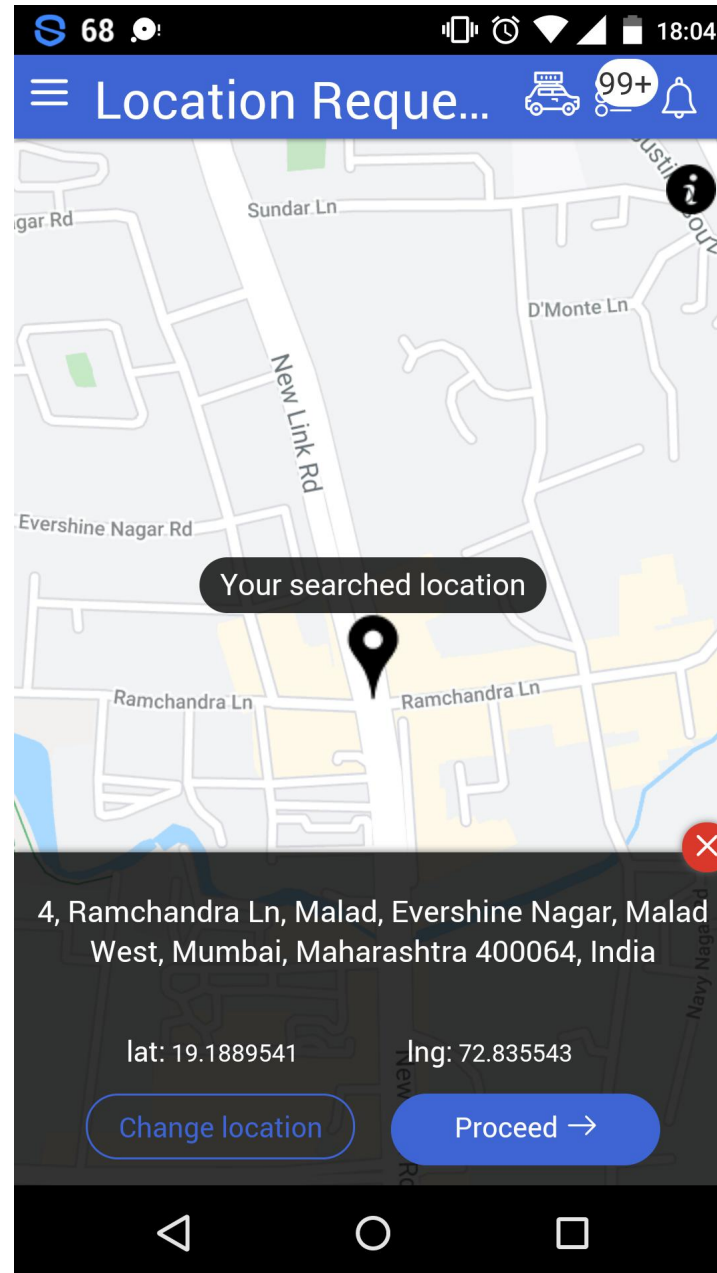 68
18:04
Location Reque...
99+
Sundar Ln
gar Rd
D'Monte Ln
New Link Rd
Evershine Nagar Rd
Your searched location
Ramchandra Ln
Ramchandra Ln
4, Ramchandra Ln, Malad, Evershine Nagar, Malad
West, Mumbai, Maharashtra 400064, India
lat: 19.1889541
lng: 72.835543
Change location
Proceed →